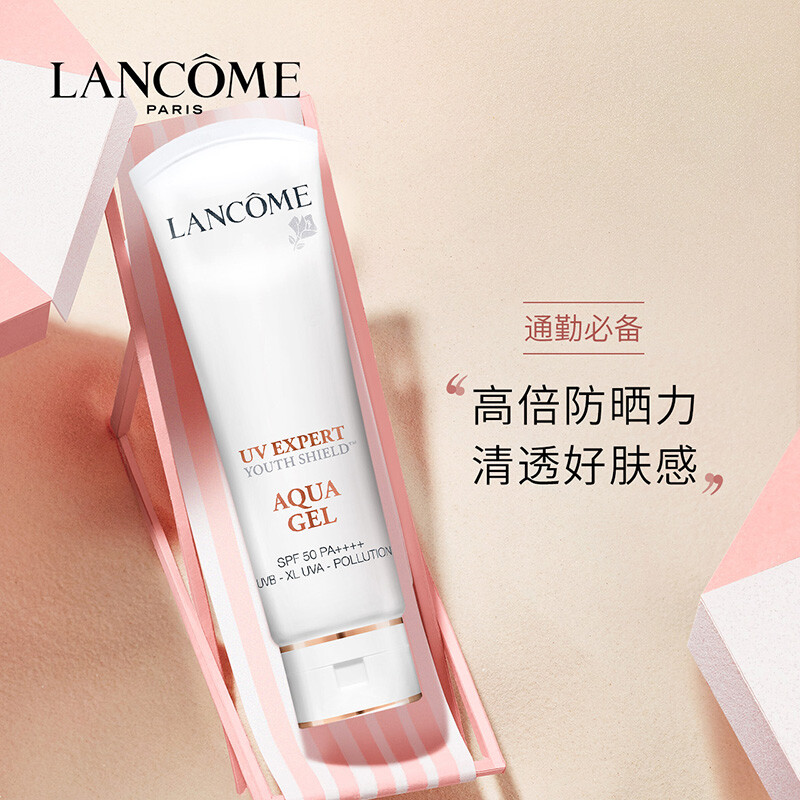 LANCÔME
PARIS
LANCÔME
UV EXPERT
YOUTH SHIELD™
AQUA
GEL
SPF 50 PA++++
UVB - XL UVA - POLLUTION
通勤必备
“高倍防晒力
清透好肤感”